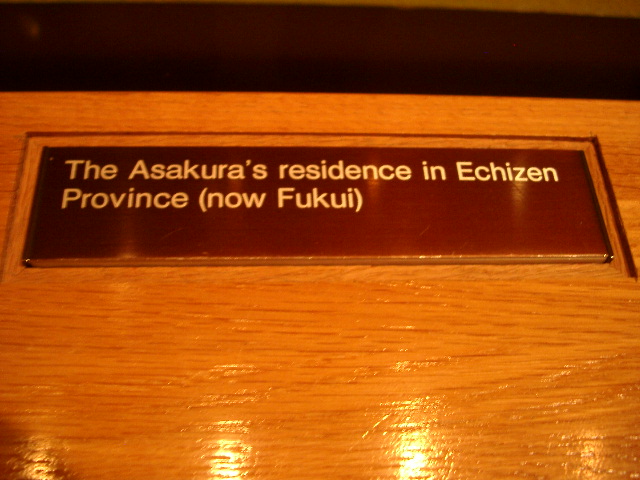 The Asakura's residence in Echizen
Province (now Fukui)